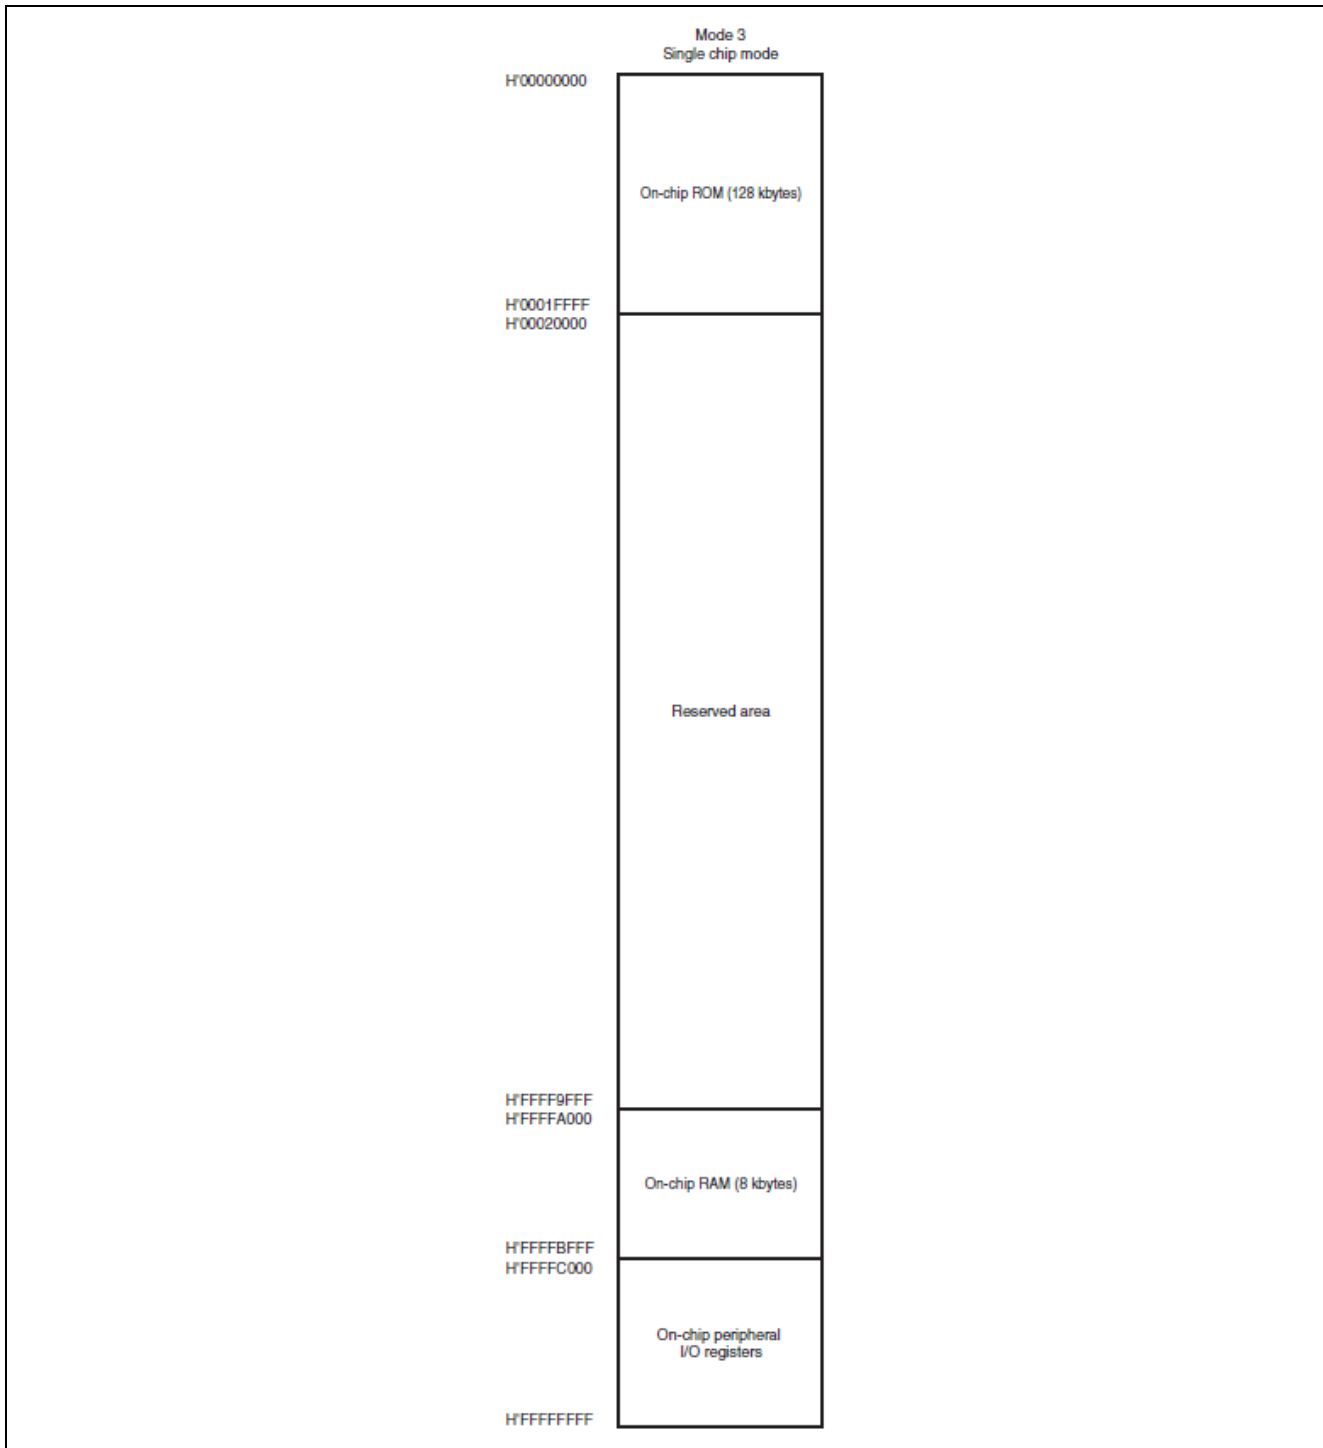 Mode 3
Single chip mode
H'00000000
On-chip ROM (128 kbytes)
H'0001FFFF
H'00020000
Reserved area
H'FFFF9FFF
H'FFFFA000
On-chip RAM (8 kbytes)
H'FFFFBFFF
H'FFFFC000
On-chip peripheral
I/O registers
H'FFFFFFFF